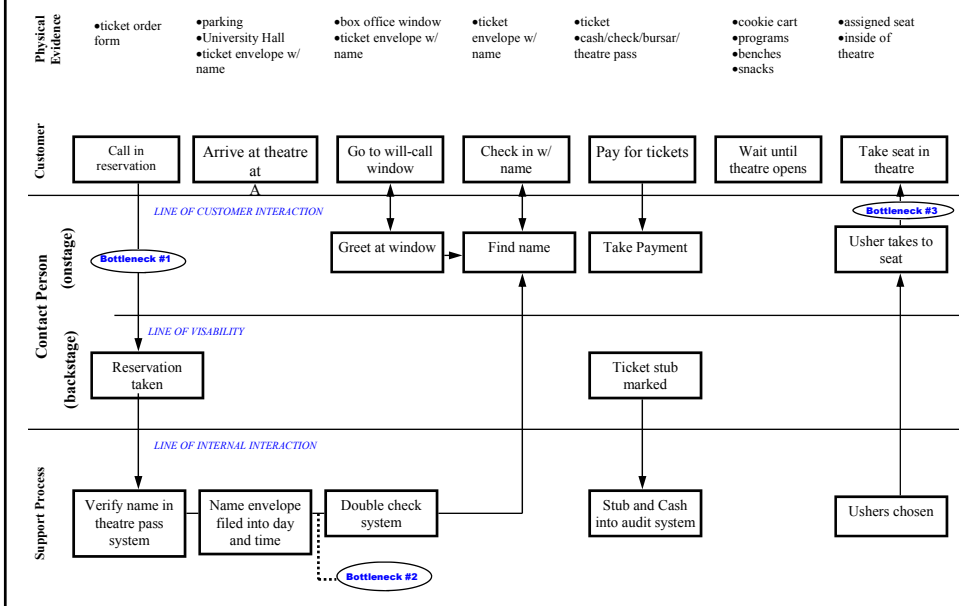 Physical
Evidence
•ticket order
form
•parking
•University Hall
•ticket envelope w/
name
•box office window
•ticket envelope w/
name
•ticket
envelope w/
name
•ticket
•cash/check/bursar/
theatre pass
•cookie cart
•programs
•benches
•snacks
•assigned seat
•inside of
theatre
Customer
Call in
reservation
Arrive at theatre
at
A
Go to will-call
window
Check in w/
name
Pay for tickets
Wait until
theatre opens
Take seat in
theatre
LINE OF CUSTOMER INTERACTION
Bottleneck #3
Contact Person
(onstage)
Bottleneck #1
Greet at window
Find name
Take Payment
Usher takes to
seat
LINE OF VISABILITY
(backstage)
Reservation
taken
Ticket stub
marked
LINE OF INTERNAL INTERACTION
Support Process
Verify name in
theatre pass
system
Name envelope
filed into day
and time
Double check
system
Stub and Cash
into audit system
Ushers chosen
Bottleneck #2